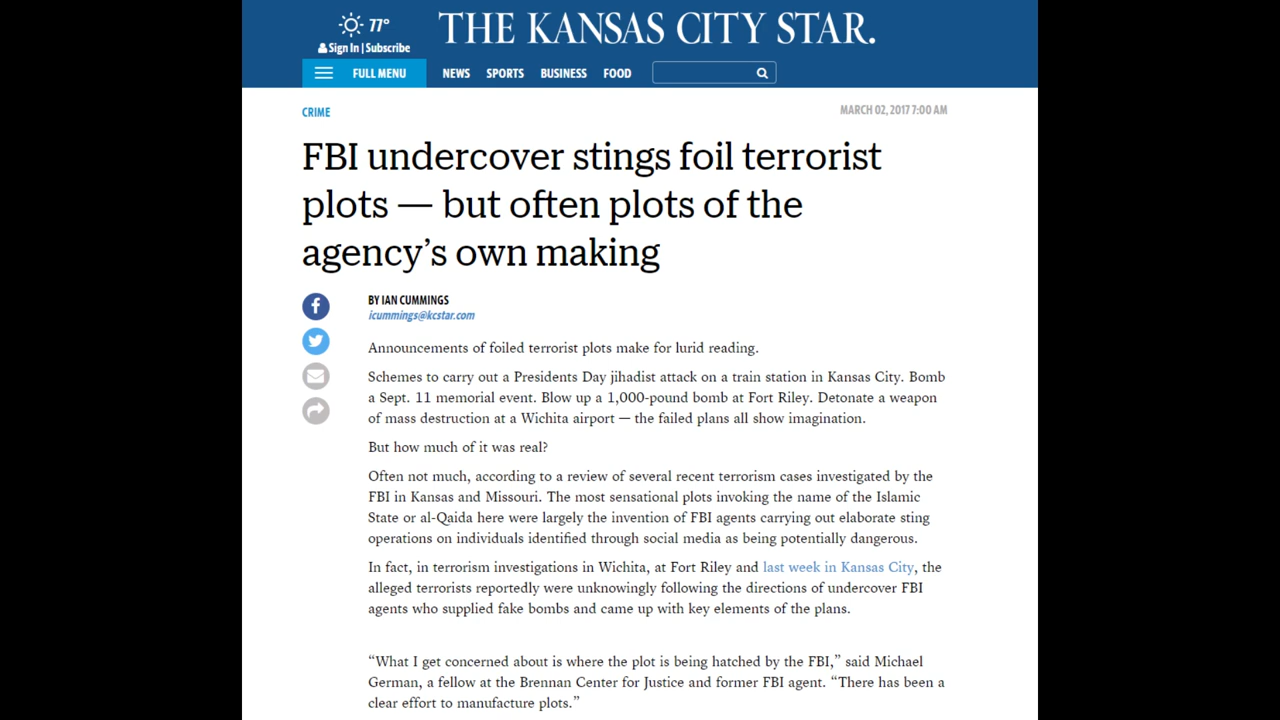 77°
Sign In | Subscribe
THE KANSAS CITY STAR.
FULL MENU
NEWS SPORTS BUSINESS FOOD
CRIME
MARCH 02, 2017 7:00 AM
FBI undercover stings foil terrorist
plots — but often plots of the
agency's own making
BY IAN CUMMINGS
icummings@kcstar.com
Announcements of foiled terrorist plots make for lurid reading.
Schemes to carry out a Presidents Day jihadist attack on a train station in Kansas City. Bomb
a Sept. 11 memorial event. Blow up a 1,000-pound bomb at Fort Riley. Detonate a weapon
of mass destruction at a Wichita airport — the failed plans all show imagination.
But how much of it was real?
Often not much, according to a review of several recent terrorism cases investigated by the
FBI in Kansas and Missouri. The most sensational plots invoking the name of the Islamic
State or al-Qaida here were largely the invention of FBI agents carrying out elaborate sting
operations on individuals identified through social media as being potentially dangerous.
In fact, in terrorism investigations in Wichita, at Fort Riley and last week in Kansas City, the
alleged terrorists reportedly were unknowingly following the directions of undercover FBI
agents who supplied fake bombs and came up with key elements of the plans.
“What I get concerned about is where the plot is being hatched by the FBI,” said Michael
German, a fellow at the Brennan Center for Justice and former FBI agent. “There has been a
clear effort to manufacture plots.”